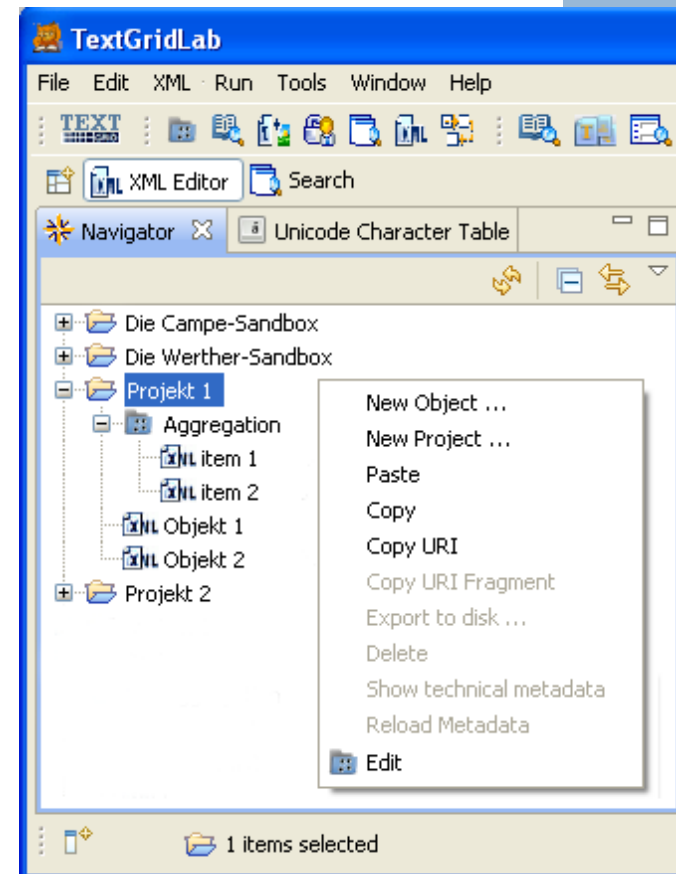 TextGridLab
File Edit XML Run Tools Window Help
TEXT
XML Editor Search
Navigator Unicode Character Table
Die Campe-Sandbox
Die Werther-Sandbox
Projekt 1
Aggregation
item 1
item 2
Objekt 1
Objekt 2
Projekt 2
New Object ...
New Project ...
Paste
Copy
Copy URI
Copy URI Fragment
Export to disk ...
Delete
Show technical metadata
Reload Metadata
Edit
1 items selected